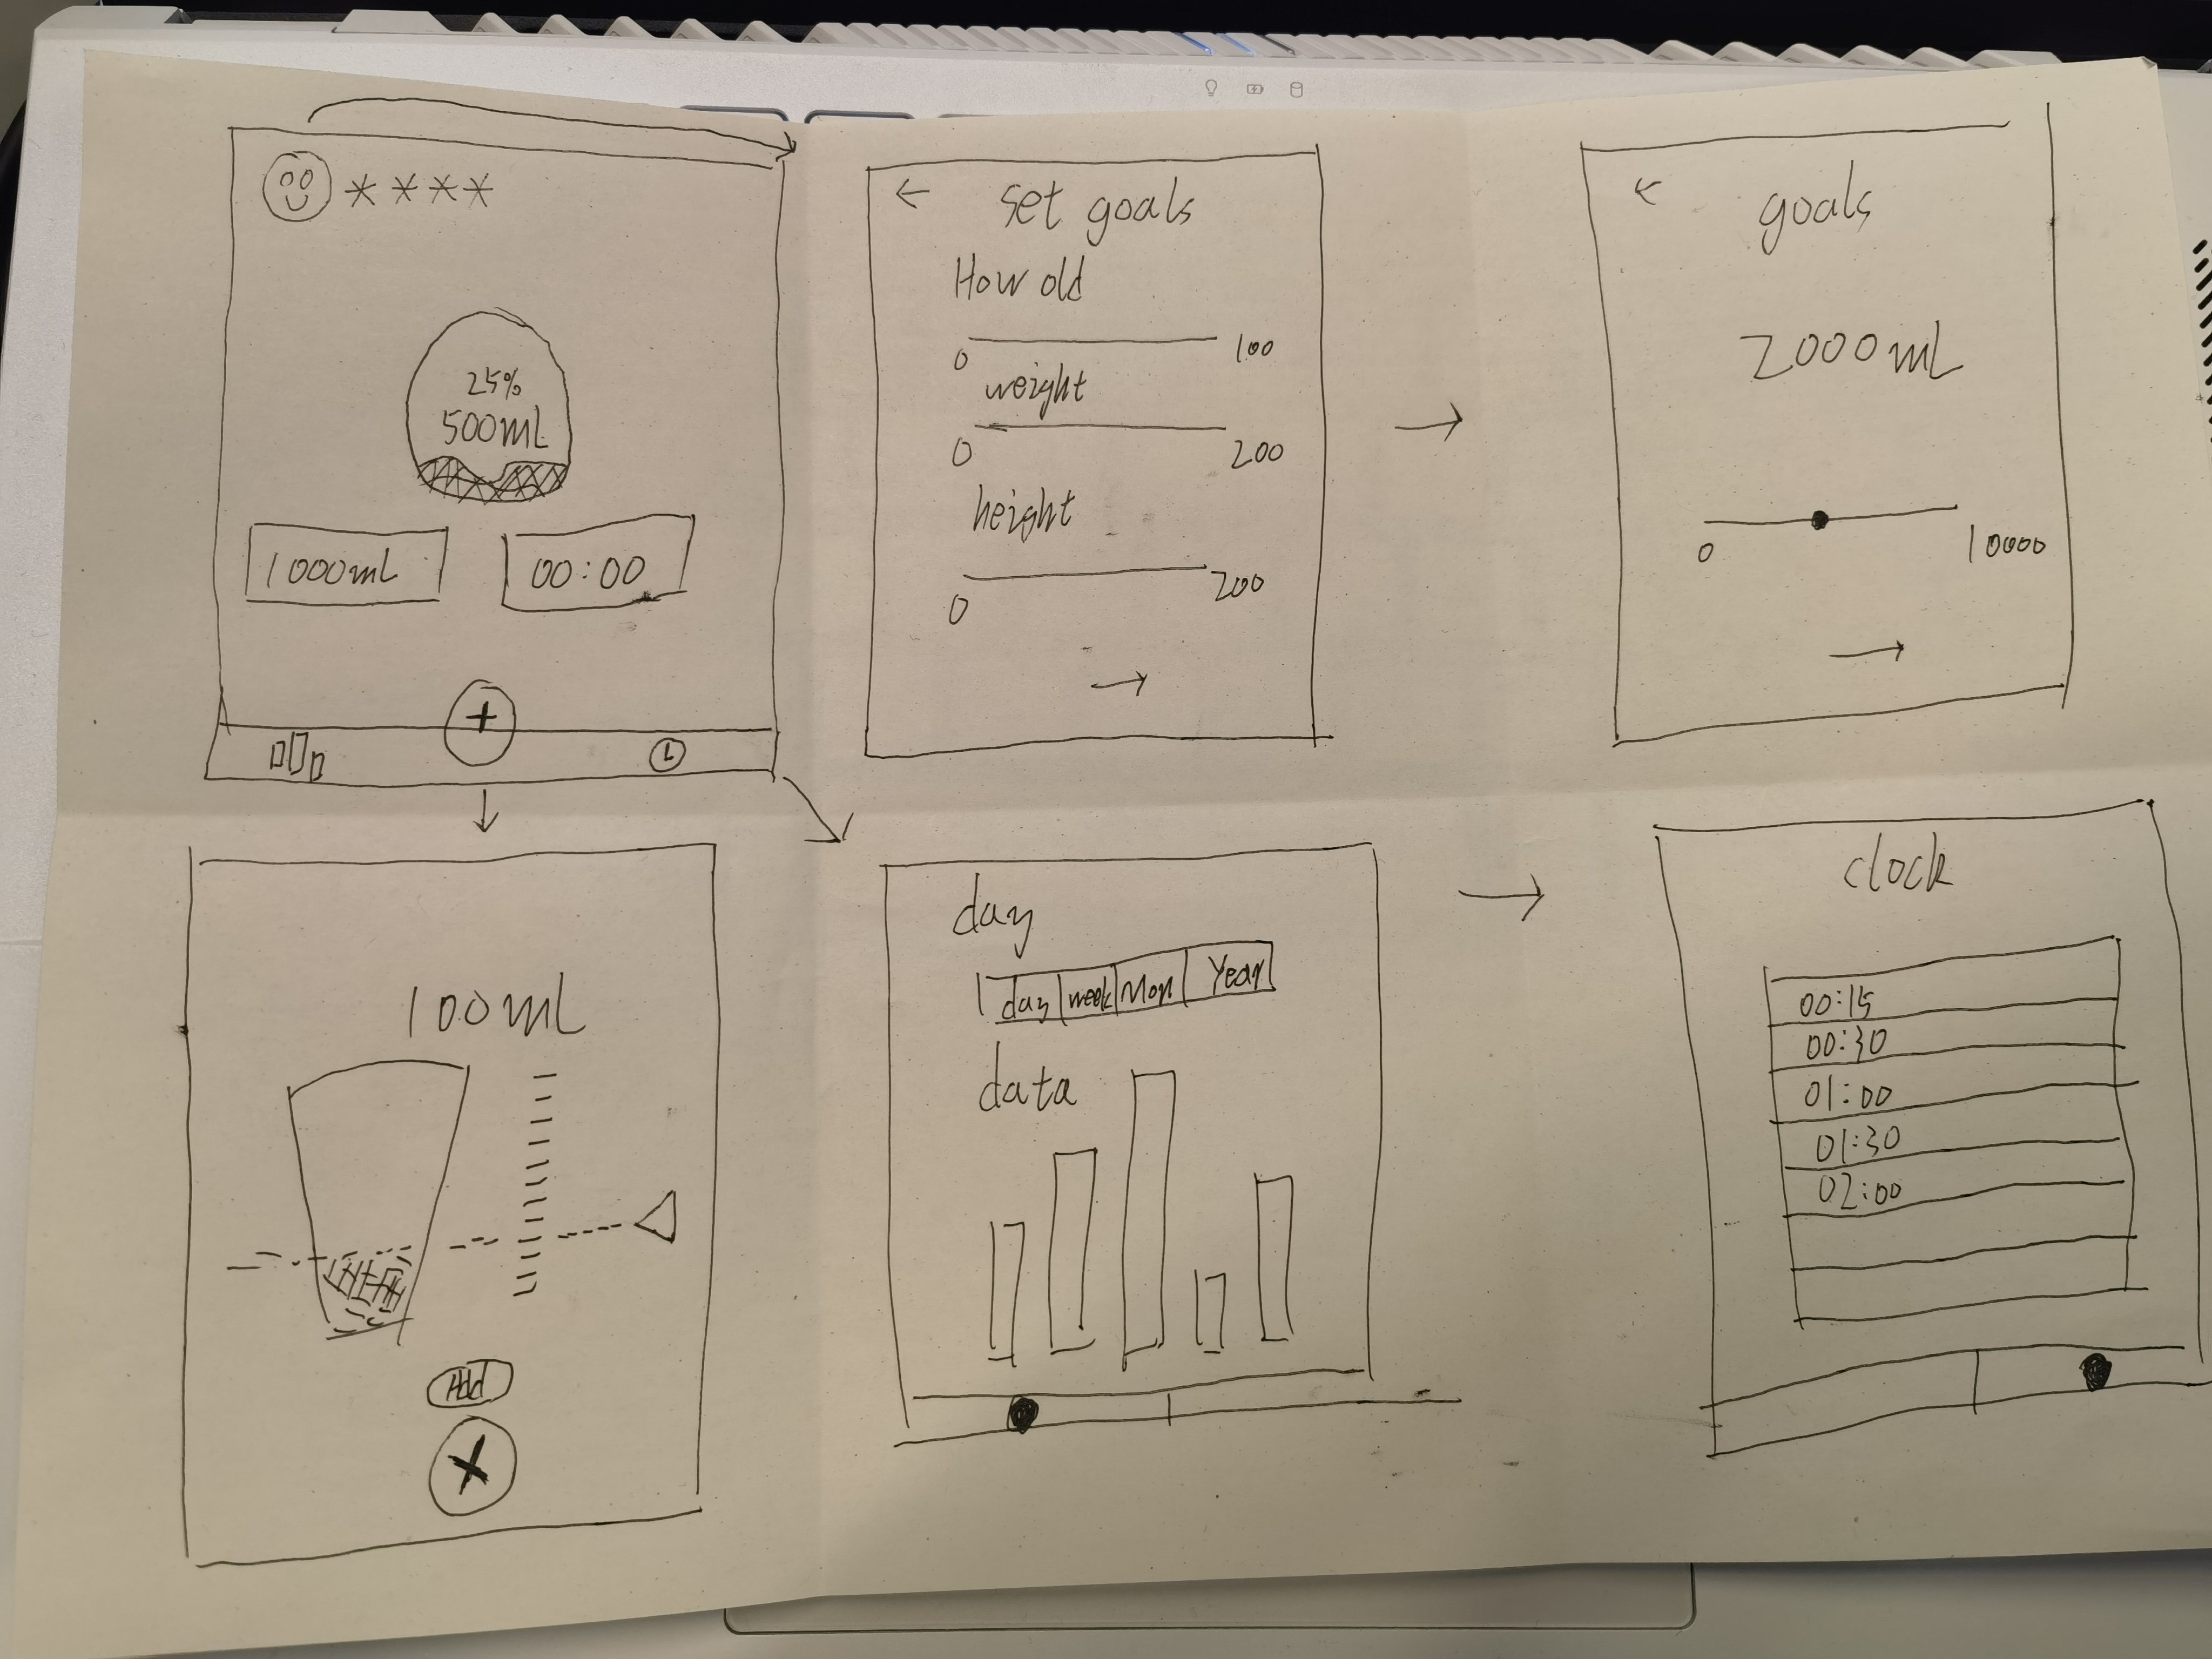 ****
25%
500mL
1000mL
00:00
+
set goals
How old
0 100
weight
0 200
height
0 200
goals
2000mL
0 10000
100mL
Add
day
day week Mon Year
data
clock
00:15
00:30
01:00
01:30
02:00